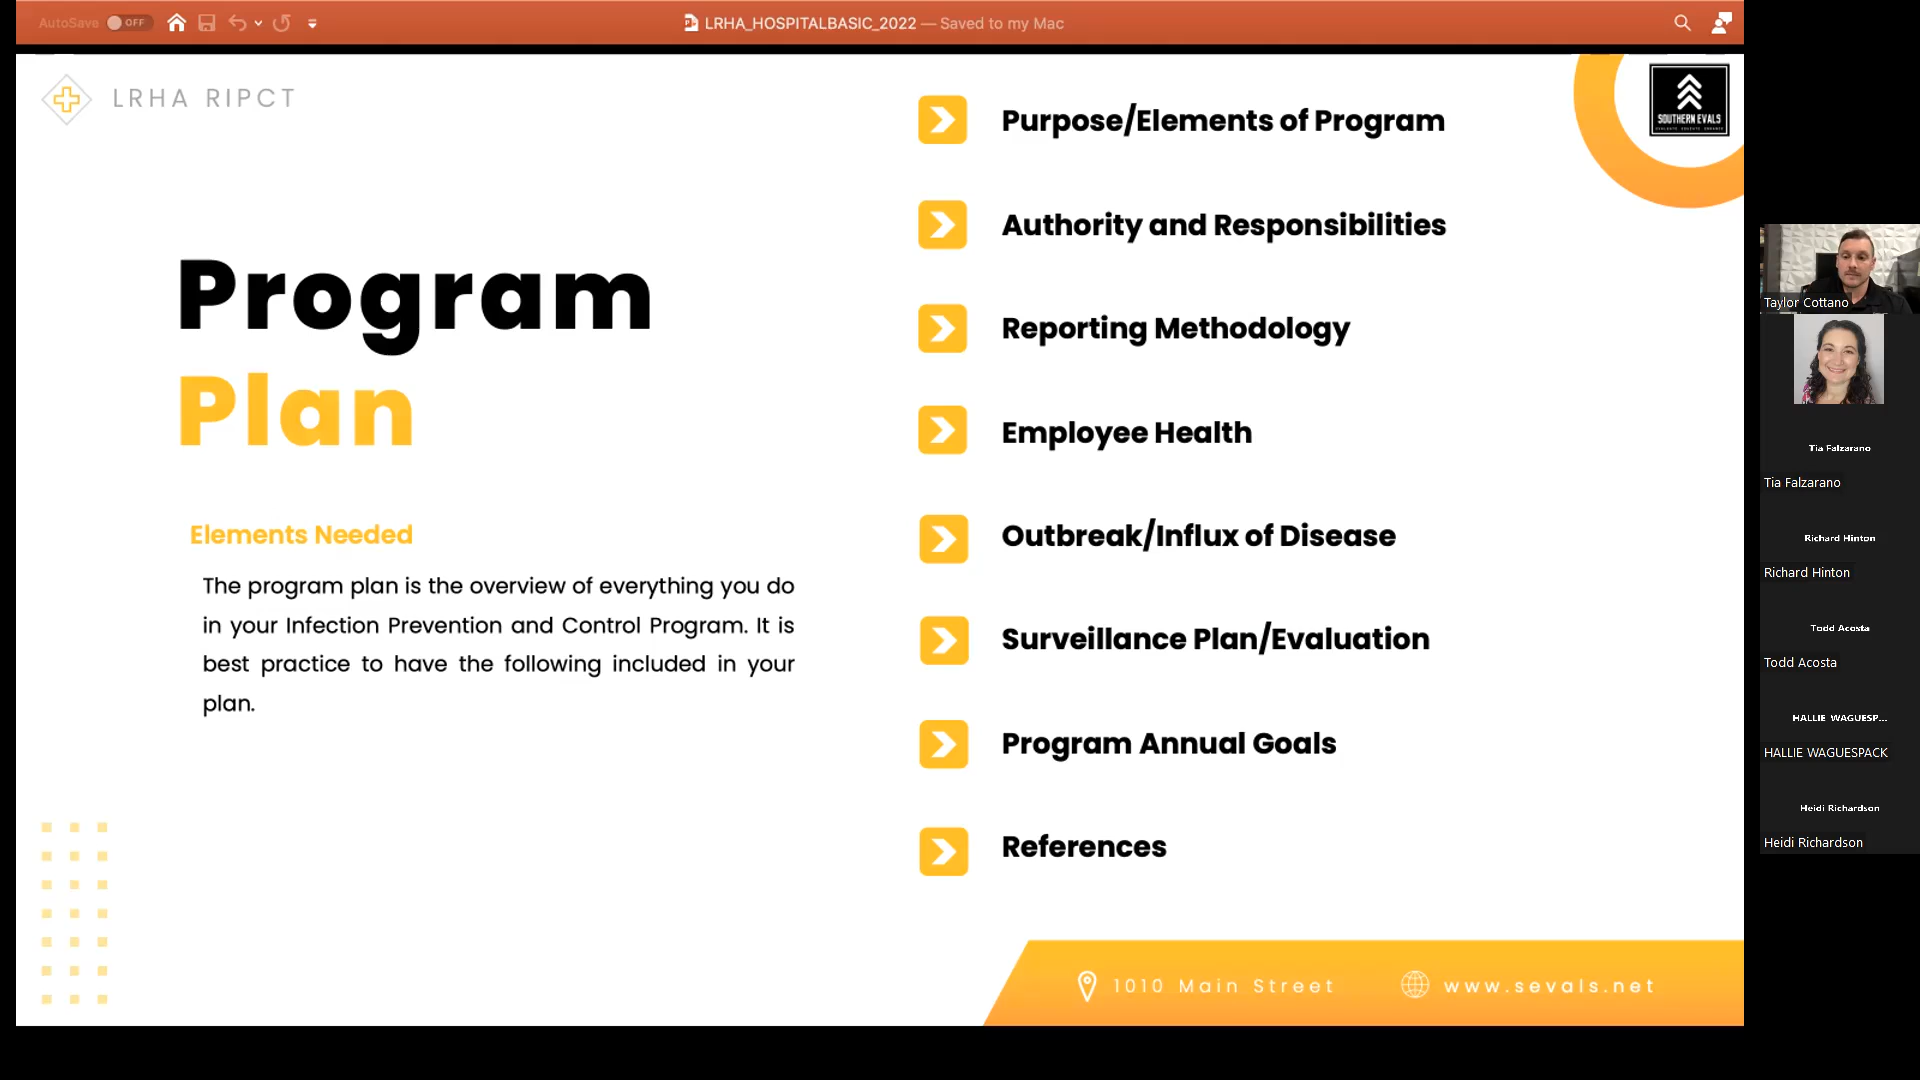 AutoSave OFF
LRHA_HOSPITALBASIC_2022 — Saved to my Mac
LRHA RIPCT
SOUTHERN EVALS
Program
Plan
Elements Needed
The program plan is the overview of everything you do
in your Infection Prevention and Control Program. It is
best practice to have the following included in your
plan.
Purpose/Elements of Program
Authority and Responsibilities
Reporting Methodology
Employee Health
Outbreak/Influx of Disease
Surveillance Plan/Evaluation
Program Annual Goals
References
1010 Main Street
www.sevals.net
Taylor Cottano
Tia Falzarano
Tia Falzarano
Richard Hinton
Richard Hinton
Todd Acosta
Todd Acosta
HALLIE WAGUESP...
HALLIE WAGUESPACK
Heidi Richardson
Heidi Richardson